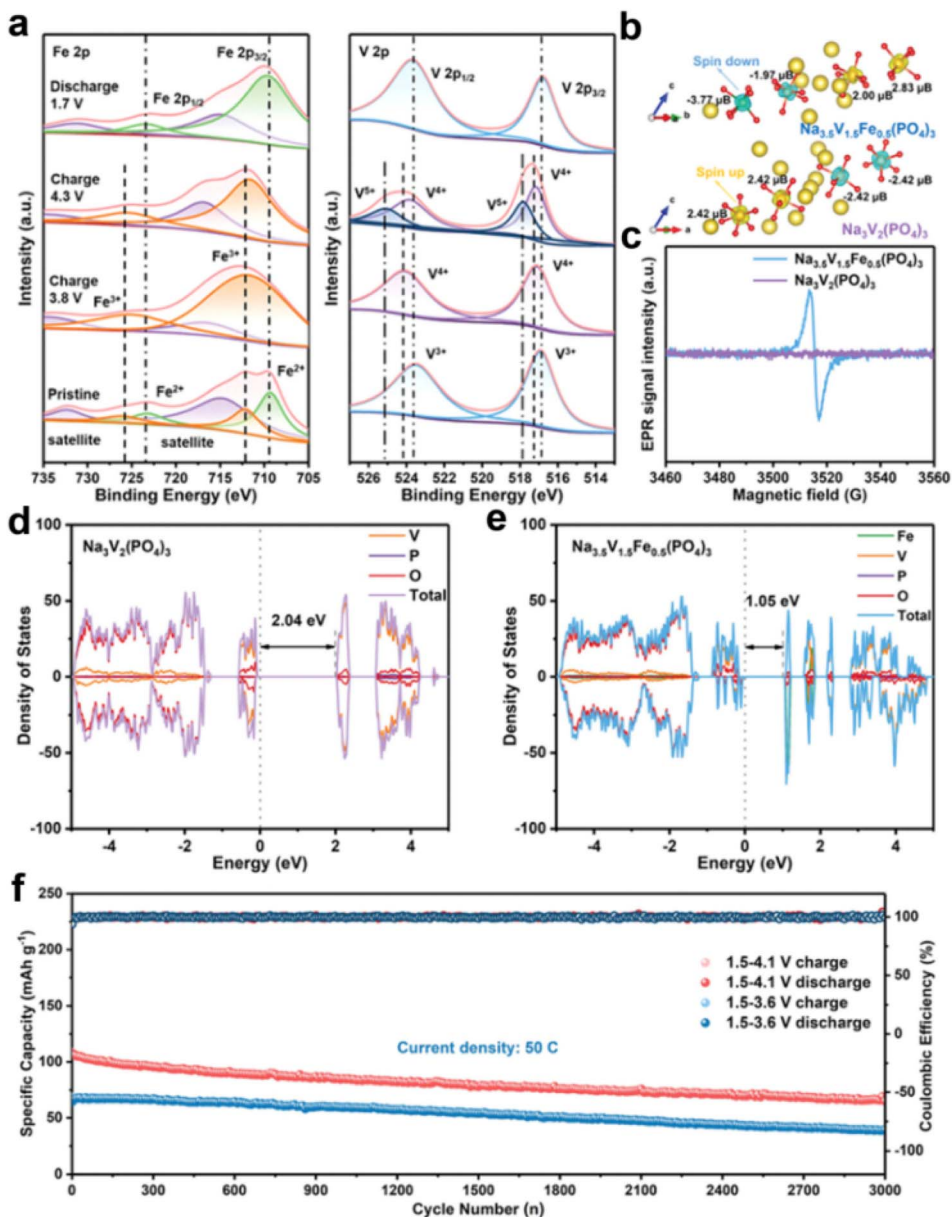 a
Fe 2p
Fe 2p3/2
Discharge
1.7 V
Fe 2p1/2
Charge
4.3 V
Fe3+
Charge
3.8 V
Fe3+
Fe2+
Pristine
Fe2+
satellite
satellite
Intensity (a.u.)
735 730 725 720 715 710 705
Binding Energy (eV)
V 2p
V 2p1/2
V 2p3/2
V5+
V4+
V4+
V5+
V4+
V4+
V3+
V3+
Intensity (a.u.)
526 524 522 520 518 516 514
Binding Energy (eV)
b
Spin down
-3.77 μB
-1.97 μB
2.00 μB
2.83 μB
c
b
Na3.5V1.5Fe0.5(PO4)3
Spin up
2.42 μB
2.42 μB
-2.42 μB
-2.42 μB
c
a
Na3V2(PO4)3
c
Na3.5V1.5Fe0.5(PO4)3
Na3V2(PO4)3
EPR signal intensity (a.u.)
3460 3480 3500 3520 3540 3560
Magnetic field (G)
d
Na3V2(PO4)3
V
P
O
Total
2.04 eV
Density of States
100
50
0
-50
-100
-4 -2 0 2 4
Energy (eV)
e
Na3.5V1.5Fe0.5(PO4)3
Fe
V
P
O
Total
1.05 eV
Density of States
100
50
0
-50
-100
-4 -2 0 2 4
Energy (eV)
f
Specific Capacity (mAh g-1)
250
200
150
100
50
0
1.5-4.1 V charge
1.5-4.1 V discharge
1.5-3.6 V charge
1.5-3.6 V discharge
Current density: 50 C
100
50
0
-50
-100
Coulombic Efficiency (%)
0 300 600 900 1200 1500 1800 2100 2400 2700 3000
Cycle Number (n)